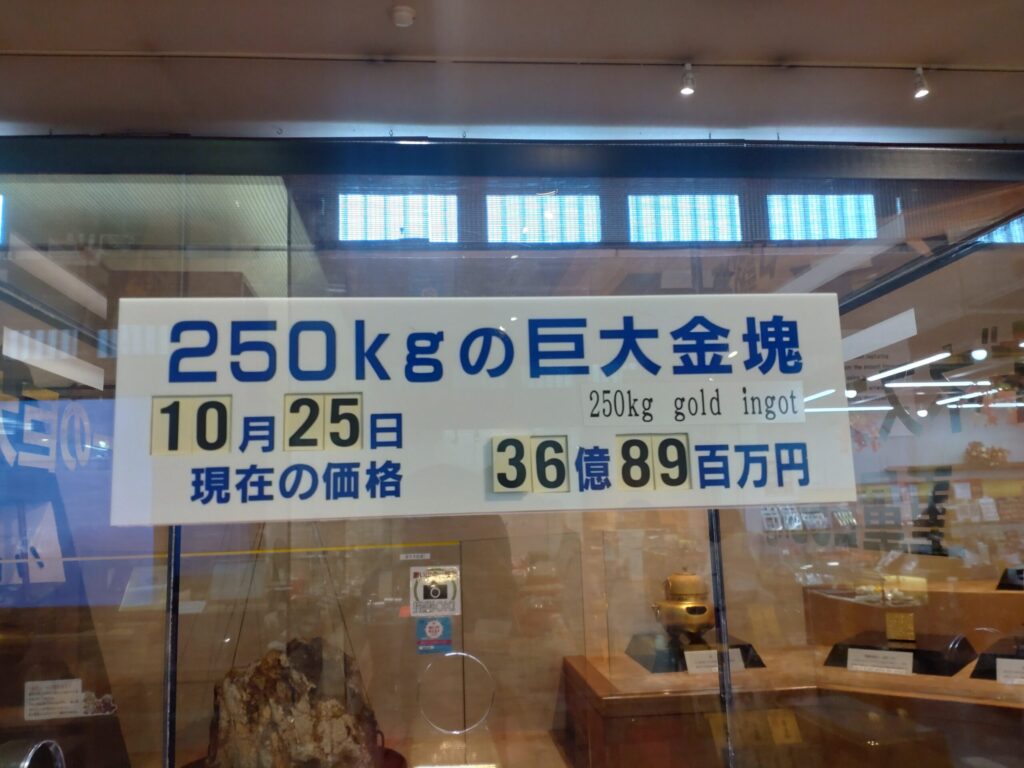 250kgの巨大金塊
250kg gold ingot
10月25日
現在の価格
36億89百万円